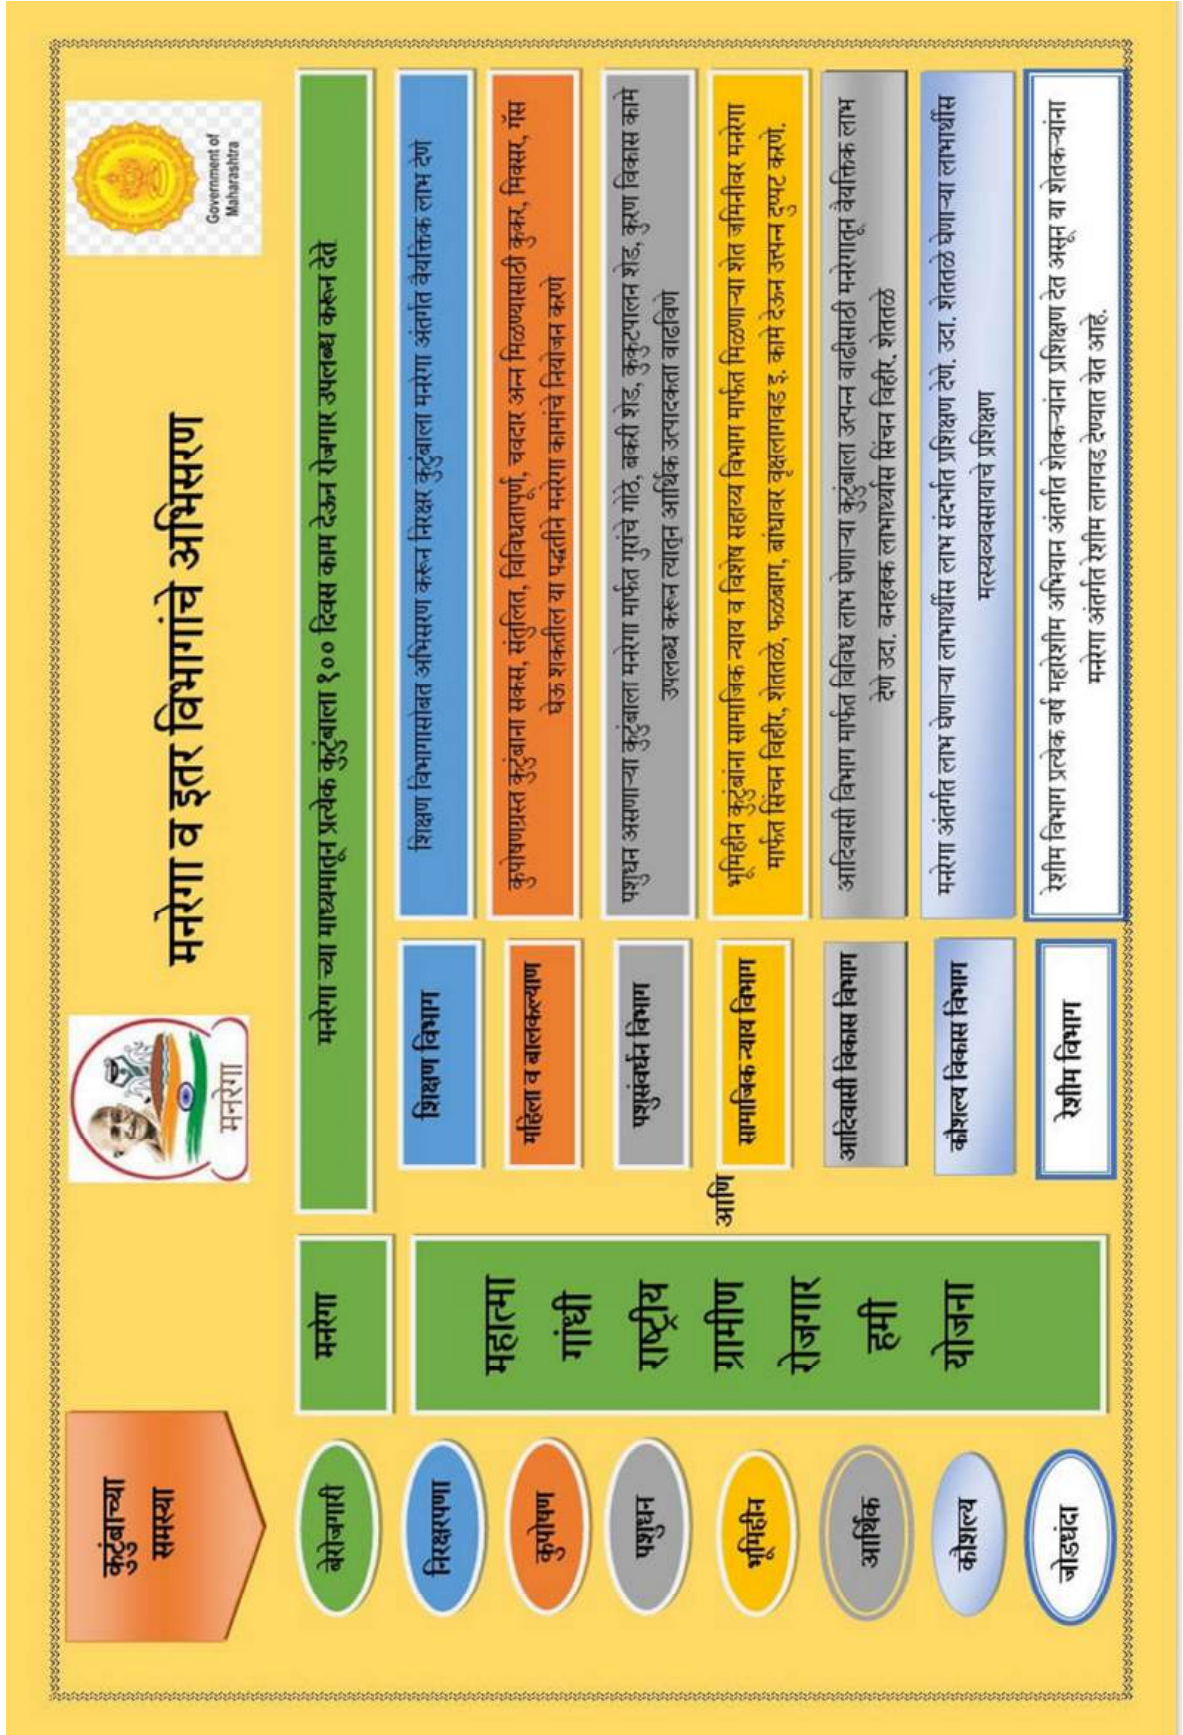 कुटुंबाच्या
समस्या
मनरेगा
मनरेगा व इतर विभागांचे अभिसरण
Government of
Maharashtra
बेरोजगारी
मनरेगा
मनरेगा च्या माध्यमातून प्रत्येक कुटुंबाला १०० दिवस काम देऊन रोजगार उपलब्ध करून देते
महात्मा
गांधी
राष्ट्रीय
ग्रामीण
रोजगार
हमी
योजना
आणि
निरक्षरपणा
शिक्षण विभाग
शिक्षण विभागासोबत अभिसरण करून निरक्षर कुटुंबाला मनरेगा अंतर्गत वैयक्तिक लाभ देणे
कुपोषण
महिला व बालकल्याण
कुपोषणग्रस्त कुटुंबांना सकस, संतुलित, विविधतापूर्ण, चवदार अन्न मिळण्यासाठी कुकर, मिक्सर, गॅस
घेऊ शकतील या पद्धतीने मनरेगा कामांचे नियोजन करणे
पशुधन
पशुसंवर्धन विभाग
पशुधन असणाऱ्या कुटुंबाला मनरेगा मार्फत गुरांचे गोठे, बकरी शेड, कुक्कुटपालन शेड, कुरण विकास कामे
उपलब्ध करून त्यातून आर्थिक उत्पादकता वाढविणे
भूमिहीन
सामाजिक न्याय विभाग
भूमिहीन कुटुंबांना सामाजिक न्याय व विशेष सहाय्य विभाग मार्फत मिळणाऱ्या शेत जमिनीवर मनरेगा
मार्फत सिंचन विहीर, शेततळे, फळबाग, बांधावर वृक्षलागवड इ. कामे देऊन उत्पन्न दुप्पट करणे.
आर्थिक
आदिवासी विकास विभाग
आदिवासी विभाग मार्फत विविध लाभ घेणाऱ्या कुटुंबाला उत्पन्न वाढीसाठी मनरेगातून वैयक्तिक लाभ
देणे उदा. वनहक्क लाभार्थ्यास सिंचन विहीर, शेततळे
कौशल्य
कौशल्य विकास विभाग
मनरेगा अंतर्गत लाभ घेणाऱ्या लाभार्थीस लाभ संदर्भात प्रशिक्षण देणे. उदा. शेततळे घेणाऱ्या लाभार्थीस
मत्स्यव्यवसायाचे प्रशिक्षण
जोडधंदा
रेशीम विभाग
रेशीम विभाग प्रत्येक वर्ष महारेशीम अभियान अंतर्गत शेतकऱ्यांना प्रशिक्षण देत असून या शेतकऱ्यांना
मनरेगा अंतर्गत रेशीम लागवड देण्यात येत आहे.